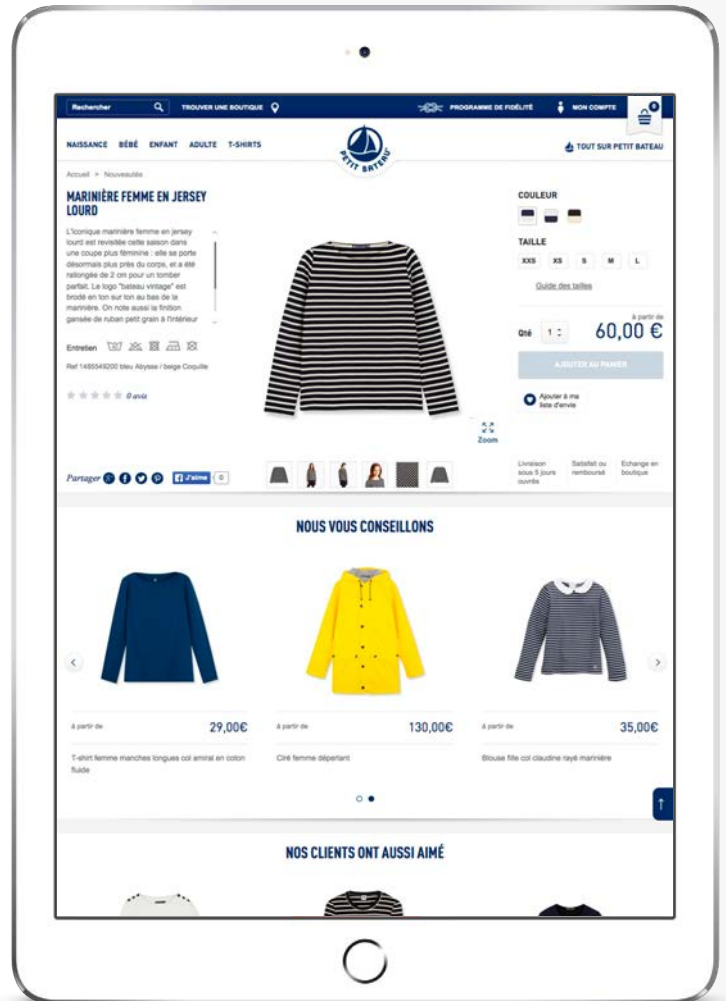 Rechercher
TROUVER UNE BOUTIQUE
PROGRAMME DE FIDÉLITÉ
MON COMPTE
0
NAISSANCE BÉBÉ ENFANT ADULTE T-SHIRTS
PETIT BATEAU
TOUT SUR PETIT BATEAU
Accueil > Nouveautés
MARINIÈRE FEMME EN JERSEY
LOURD
L'iconique marinière femme en jersey
lourd est revisitée cette saison dans
une coupe plus féminine : elle se porte
désormais plus près du corps, et a été
rallongée de 2 cm pour un tomber
parfait. Le logo "bateau vintage" est
brodé en ton sur ton au bas de la
marinière. On note aussi la finition
gansée de ruban petit grain à l'intérieur
Entretien
Ref 1485549200 bleu Abysse / beige Coquille
0 avis
Partager
J'aime 0
COULEUR
TAILLE
XXS XS S M L
Guide des tailles
à partir de
Qté 1 60,00 €
AJOUTER AU PANIER
Ajouter à ma
liste d'envie
Zoom
Livraison
sous 5 jours
ouvrés
Satisfait ou
remboursé
Echange en
boutique
NOUS VOUS CONSEILLONS
à partir de 29,00€
T-shirt femme manches longues col amiral en coton
fluide
à partir de 130,00€
Ciré femme déperlant
à partir de 35,00€
Blouse fille col claudine rayé marinière
NOS CLIENTS ONT AUSSI AIMÉ